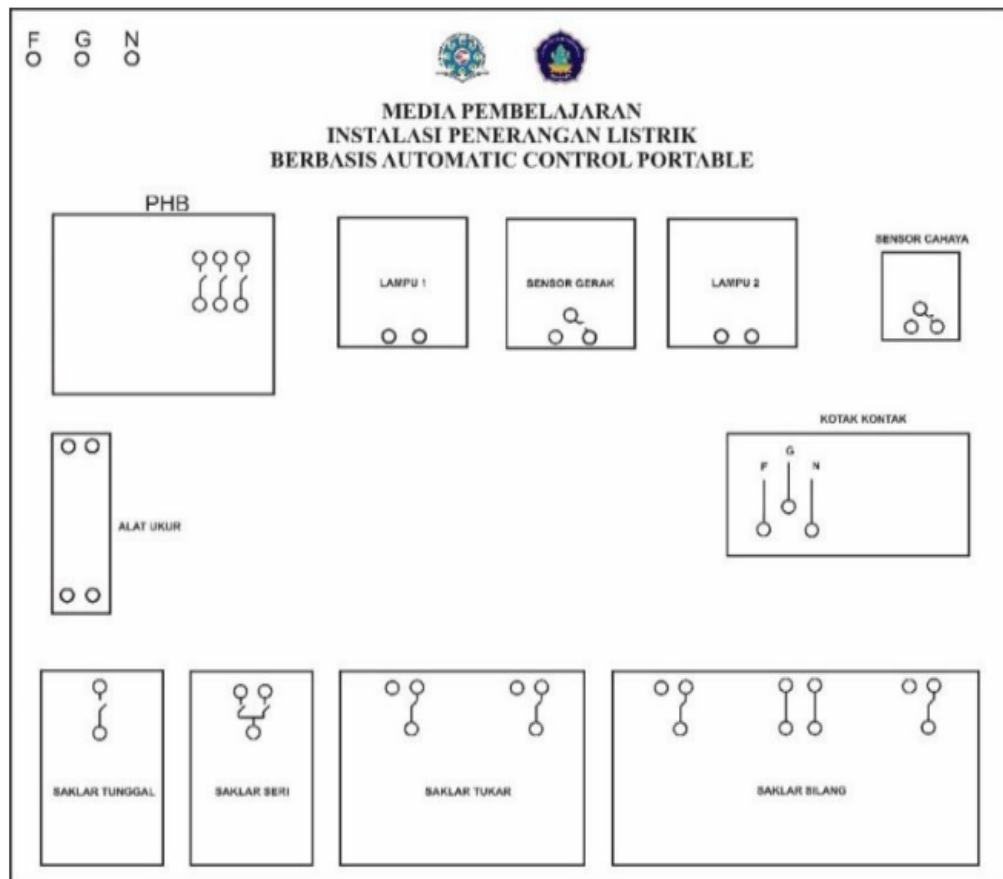 F G N
MEDIA PEMBELAJARAN
INSTALASI PENERANGAN LISTRIK
BERBASIS AUTOMATIC CONTROL PORTABLE
PHB
LAMPU 1
SENSOR GERAK
LAMPU 2
SENSOR CAHAYA
KOTAK KONTAK
F G N
ALAT UKUR
SAKLAR TUNGGAL
SAKLAR SERI
SAKLAR TUKAR
SAKLAR SILANG